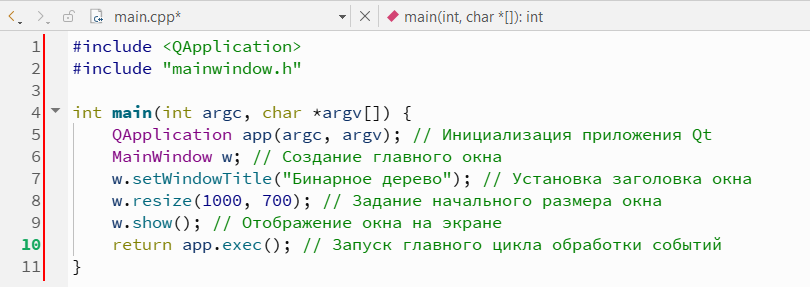 main.cpp* main(int, char *[]): int
1 #include <QApplication>
2 #include "mainwindow.h"
3
4 int main(int argc, char *argv[]) {
5 QApplication app(argc, argv); // Инициализация приложения Qt
6 MainWindow w; // Создание главного окна
7 w.setWindowTitle("Бинарное дерево"); // Установка заголовка окна
8 w.resize(1000, 700); // Задание начального размера окна
9 w.show(); // Отображение окна на экране
10 return app.exec(); // Запуск главного цикла обработки событий
11 }